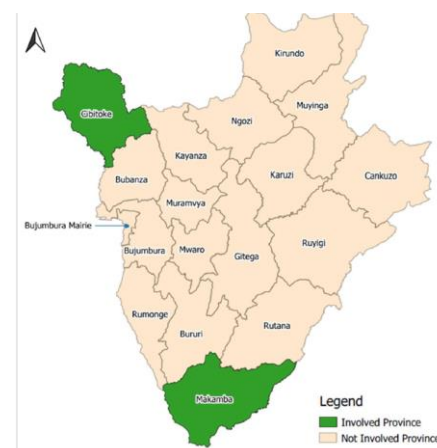 Kirundo
Cibitoke
Muyinga
Ngozi
Kayanza
Bubanza
Karuzi
Cankuzo
Muramvya
Bujumbura Mairie
Bujumbura
Mwaro
Gitega
Ruyigi
Rumonge
Bururi
Rutana
Makamba
Legend
Involved Province
Not Involved Province